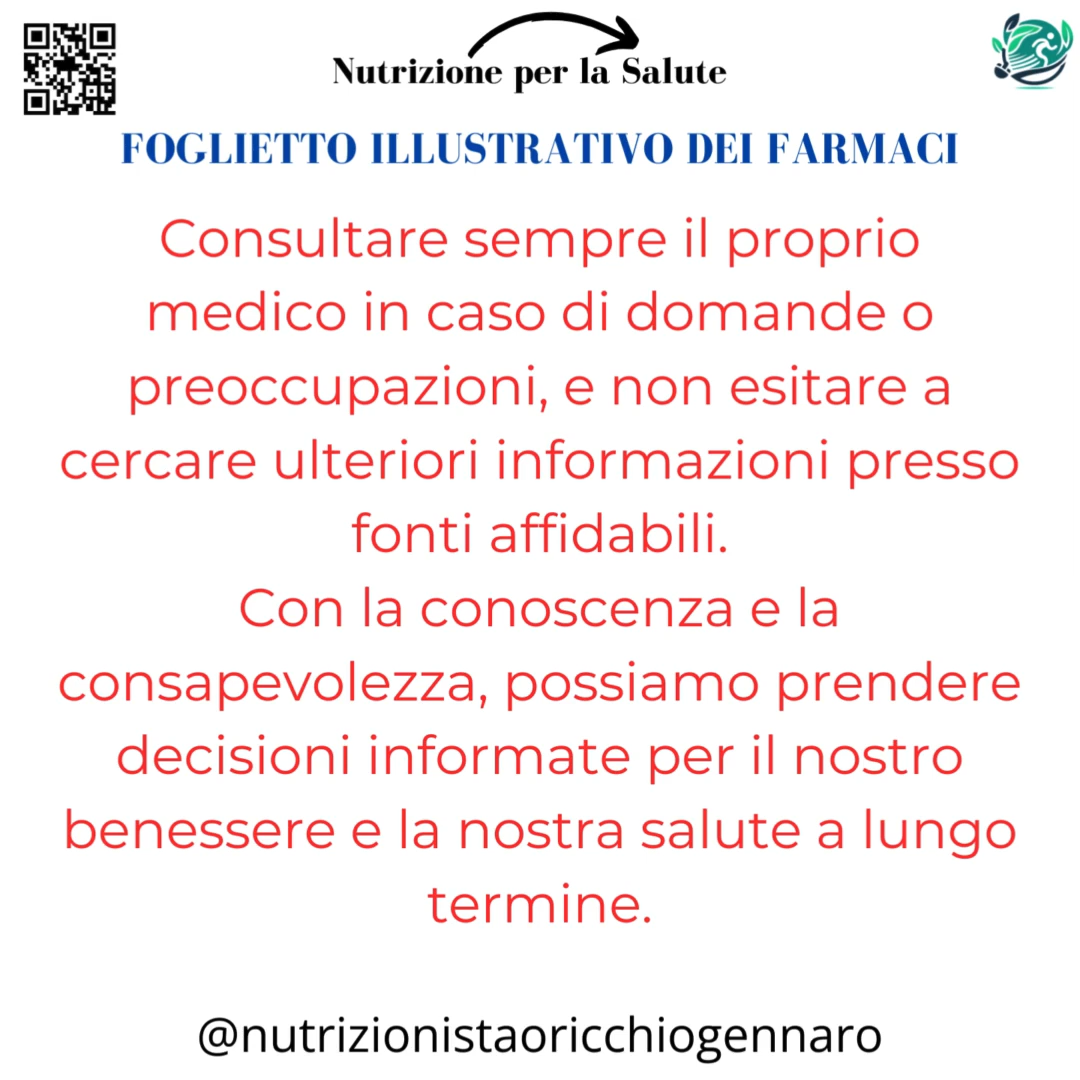 Nutrizione per la Salute
FOGLIETTO ILLUSTRATIVO DEI FARMACI
Consultare sempre il proprio
medico in caso di domande o
preoccupazioni, e non esitare a
cercare ulteriori informazioni presso
fonti affidabili.
Con la conoscenza e la
consapevolezza, possiamo prendere
decisioni informate per il nostro
benessere e la nostra salute a lungo
termine.
@nutrizionistaoricchiogennaro